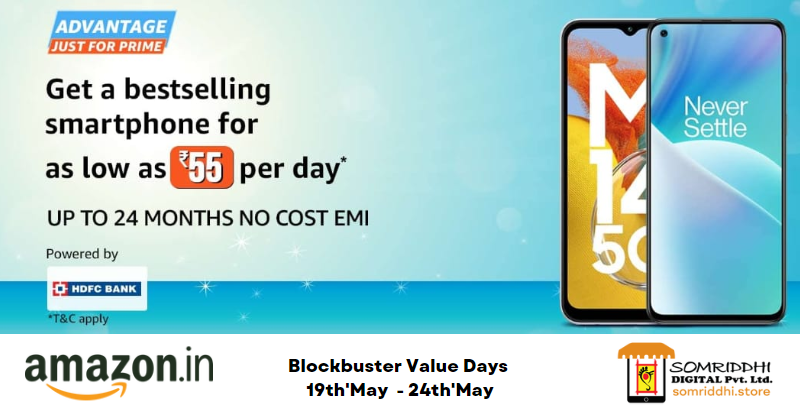 ADVANTAGE
JUST FOR PRIME
Get a bestselling
smartphone for
as low as ₹55 per day*
UP TO 24 MONTHS NO COST EMI
Powered by
HDFC BANK
*T&C apply
M
14
5G
Never
Settle
amazon.in
Blockbuster Value Days
19th'May - 24th'May
SOMRIDDHI
DIGITAL Pvt. Ltd.
somriddhi.store